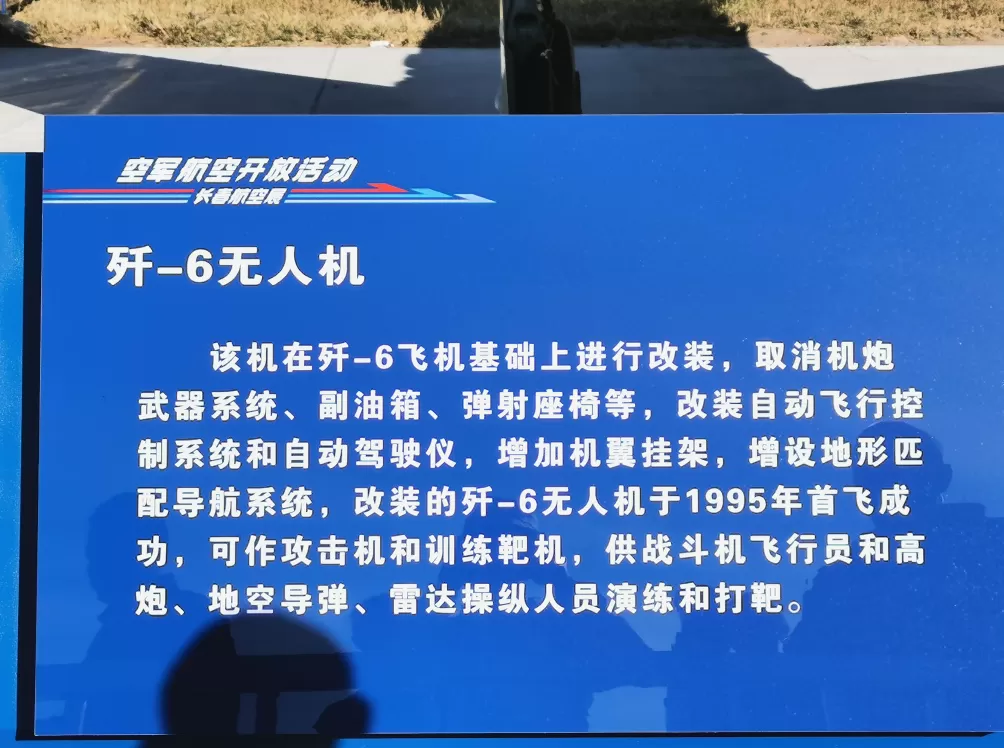 空军航空开放活动
长春航空展
歼-6无人机
该机在歼-6飞机基础上进行改装，取消机炮
武器系统、副油箱、弹射座椅等，改装自动飞行控
制系统和自动驾驶仪，增加机翼挂架，增设地形匹
配导航系统，改装的歼-6无人机于1995年首飞成
功，可作攻击机和训练靶机，供战斗机飞行员和高
炮、地空导弹、雷达操纵人员演练和打靶。